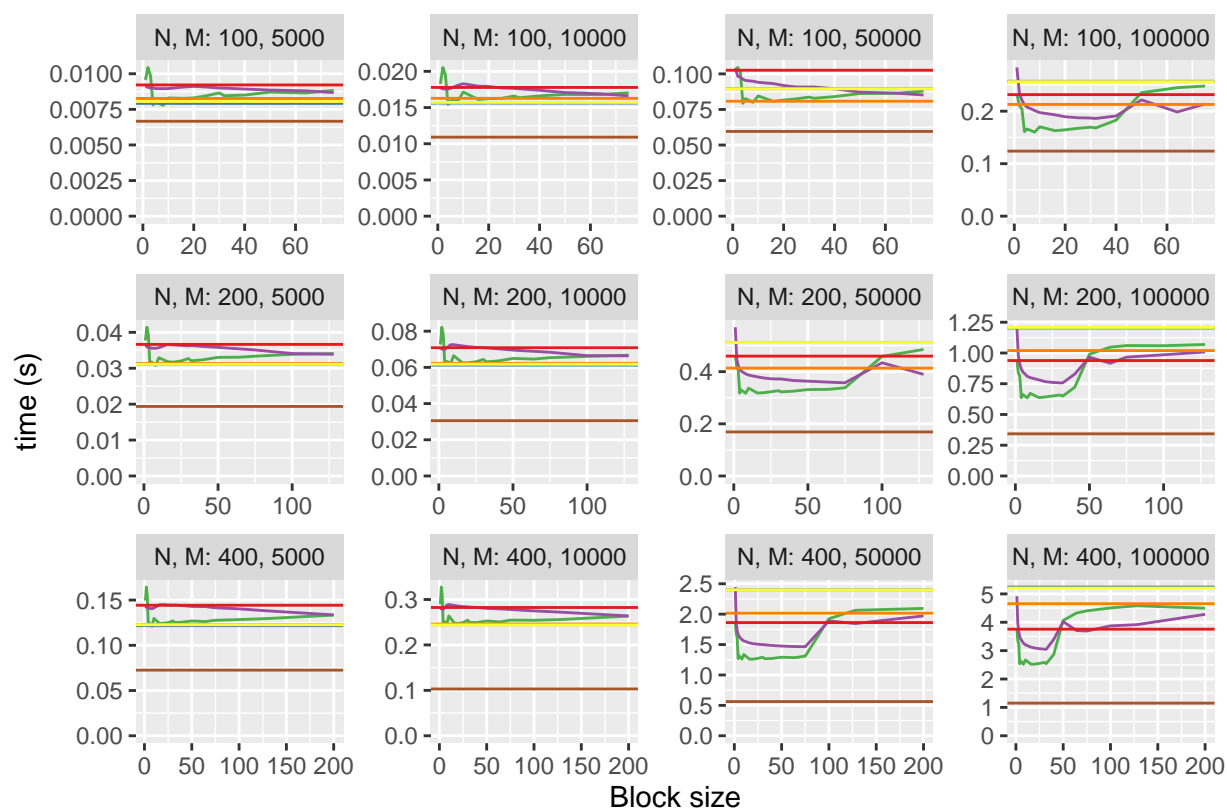 N, M: 100, 5000
N, M: 100, 10000
N, M: 100, 50000
N, M: 100, 100000
0.0100
0.0075
0.0050
0.0025
0.0000
0 20 40 60
0.020
0.015
0.010
0.005
0.000
0 20 40 60
0.100
0.075
0.050
0.025
0.000
0 20 40 60
0.2
0.1
0.0
0 20 40 60
N, M: 200, 5000
N, M: 200, 10000
N, M: 200, 50000
N, M: 200, 100000
0.04
0.03
0.02
0.01
0.00
0 50 100
0.08
0.06
0.04
0.02
0.00
0 50 100
0.4
0.2
0.0
0 50 100
1.25
1.00
0.75
0.50
0.25
0.00
0 50 100
N, M: 400, 5000
N, M: 400, 10000
N, M: 400, 50000
N, M: 400, 100000
0.15
0.10
0.05
0.00
0 50 100 150 200
0.3
0.2
0.1
0.0
0 50 100 150 200
2.5
2.0
1.5
1.0
0.5
0.0
0 50 100 150 200
5
4
3
2
1
0
0 50 100 150 200
time (s)
Block size